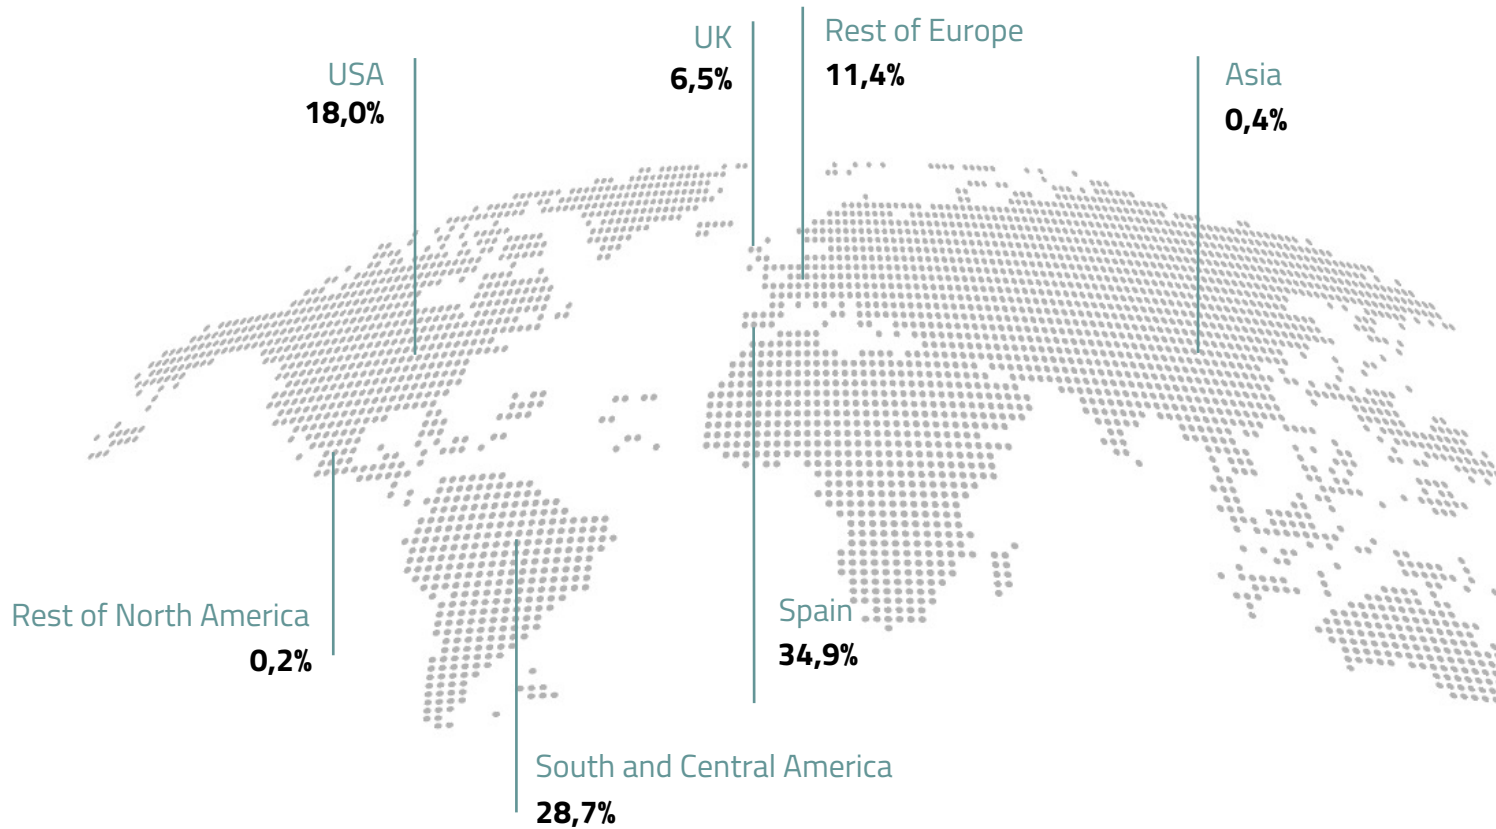 USA
18,0%
UK
6,5%
Rest of Europe
11,4%
Asia
0,4%
Rest of North America
0,2%
Spain
34,9%
South and Central America
28,7%